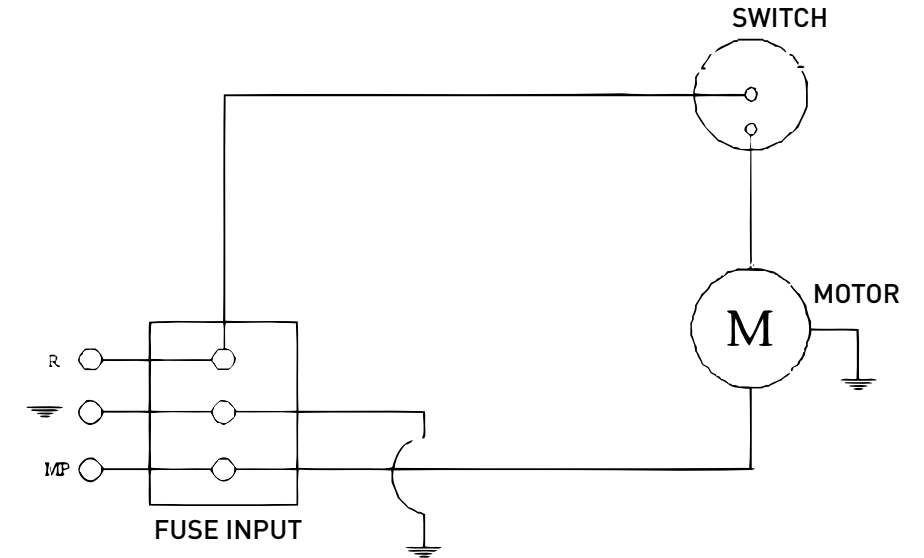 SWITCH
MOTOR
M
R
MP
FUSE INPUT